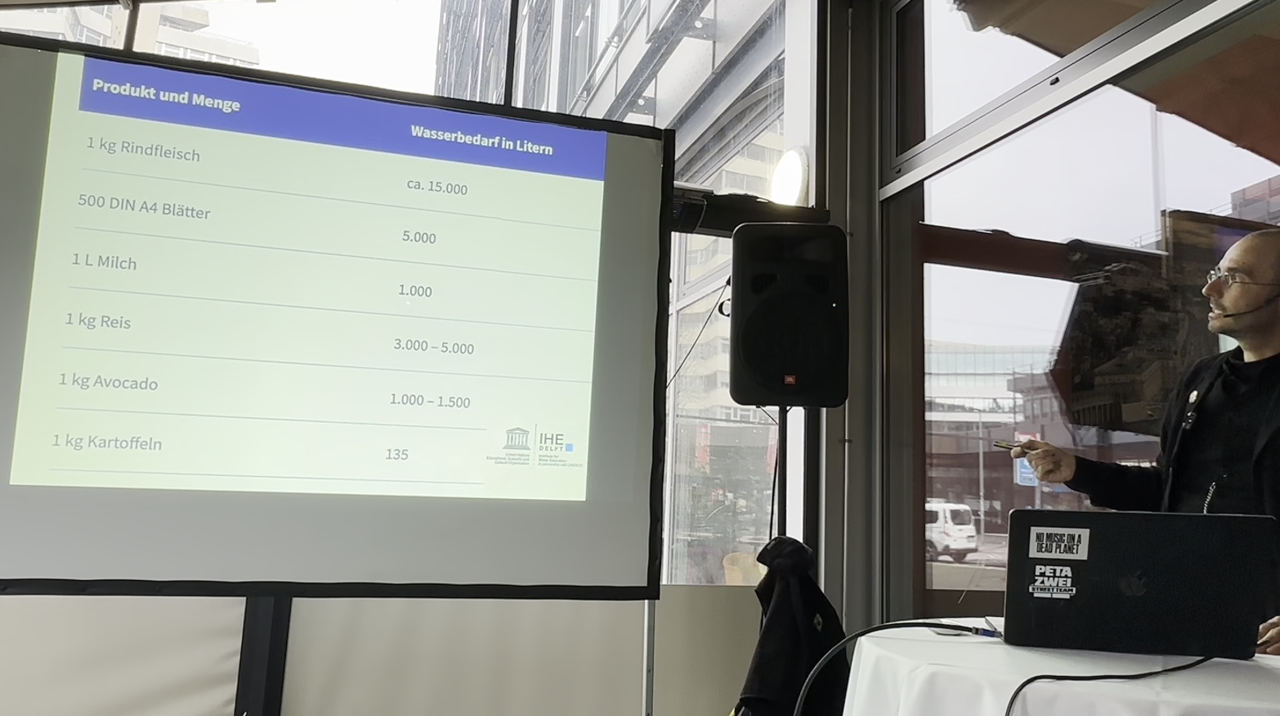 Produkt und Menge
Wasserbedarf in Litern
1 kg Rindfleisch
ca. 15.000
500 DIN A4 Blätter
5.000
1 L Milch
1.000
1 kg Reis
3.000 – 5.000
1 kg Avocado
1.000 – 1.500
1 kg Kartoffeln
135
IHE
DELFT
JBL
NO MUSIC ON A
DEAD PLANET
PETA
ZWEI
STREET TEAM